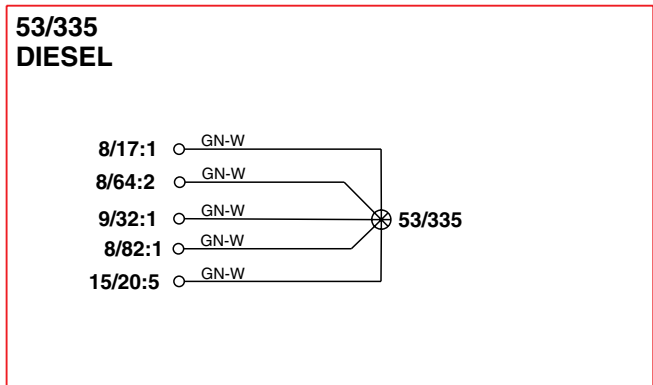 53/335
DIESEL
8/17:1 GN-W
8/64:2 GN-W
9/32:1 GN-W 53/335
8/82:1 GN-W
15/20:5 GN-W